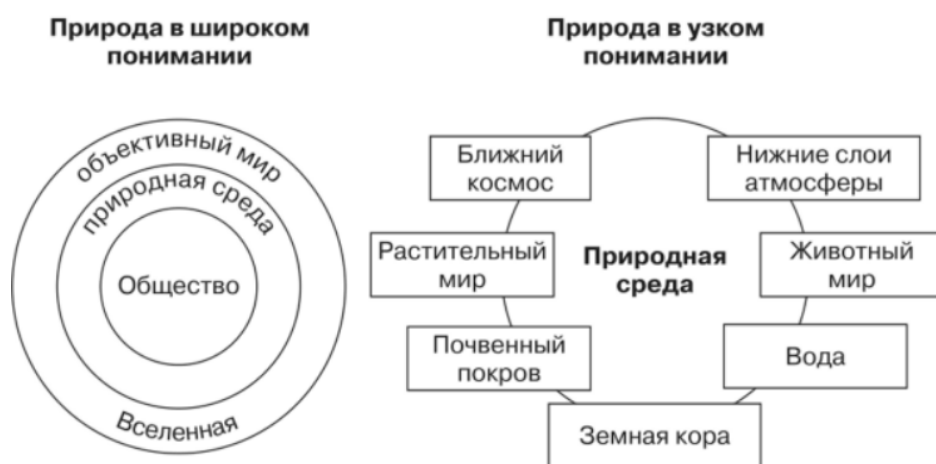 Природа в широком
понимании
объективный мир
природная среда
Общество
Вселенная
Природа в узком
понимании
Ближний
космос
Нижние слои
атмосферы
Растительный
мир
Природная
среда
Животный
мир
Почвенный
покров
Вода
Земная кора